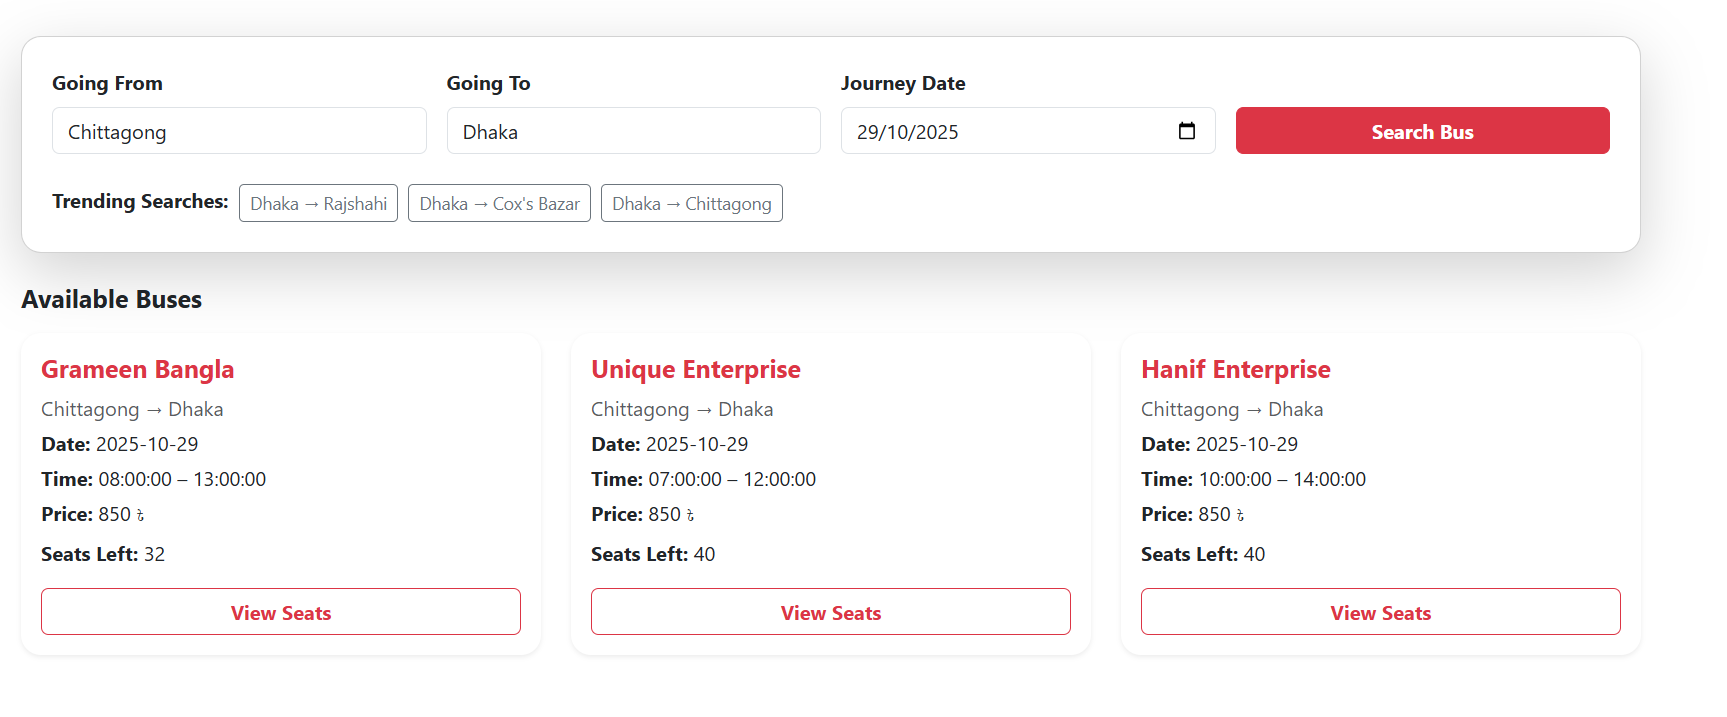 Going From
Going To
Journey Date
Chittagong
Dhaka
29/10/2025
Search Bus
Trending Searches: Dhaka → Rajshahi Dhaka → Cox's Bazar Dhaka → Chittagong
Available Buses
Grameen Bangla
Chittagong → Dhaka
Date: 2025-10-29
Time: 08:00:00 – 13:00:00
Price: 850 ৳
Seats Left: 32
View Seats
Unique Enterprise
Chittagong → Dhaka
Date: 2025-10-29
Time: 07:00:00 – 12:00:00
Price: 850 ৳
Seats Left: 40
View Seats
Hanif Enterprise
Chittagong → Dhaka
Date: 2025-10-29
Time: 10:00:00 – 14:00:00
Price: 850 ৳
Seats Left: 40
View Seats